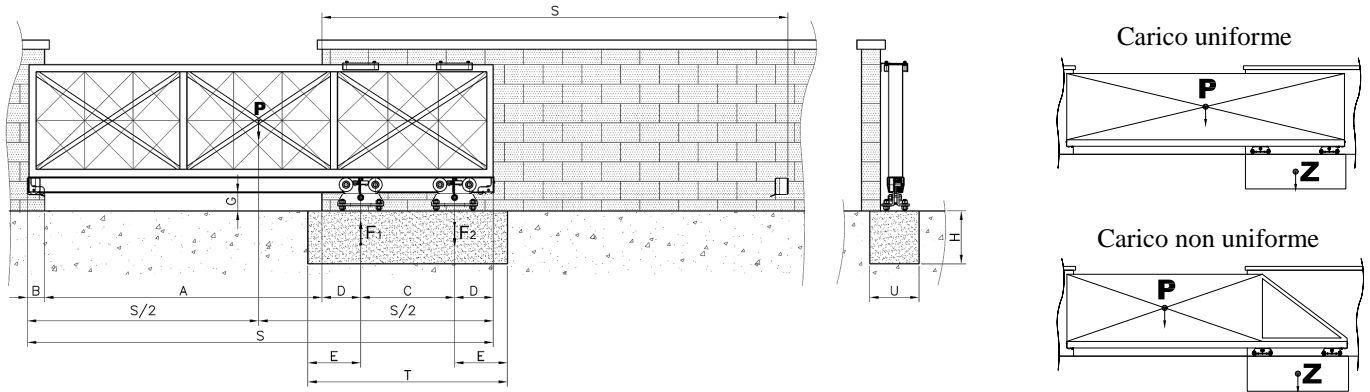 S
P
G
F1
F2
H
B
A
D
C
D
U
S/2
S/2
S
E
E
T
Carico uniforme
P
Z
Carico non uniforme
P
Z